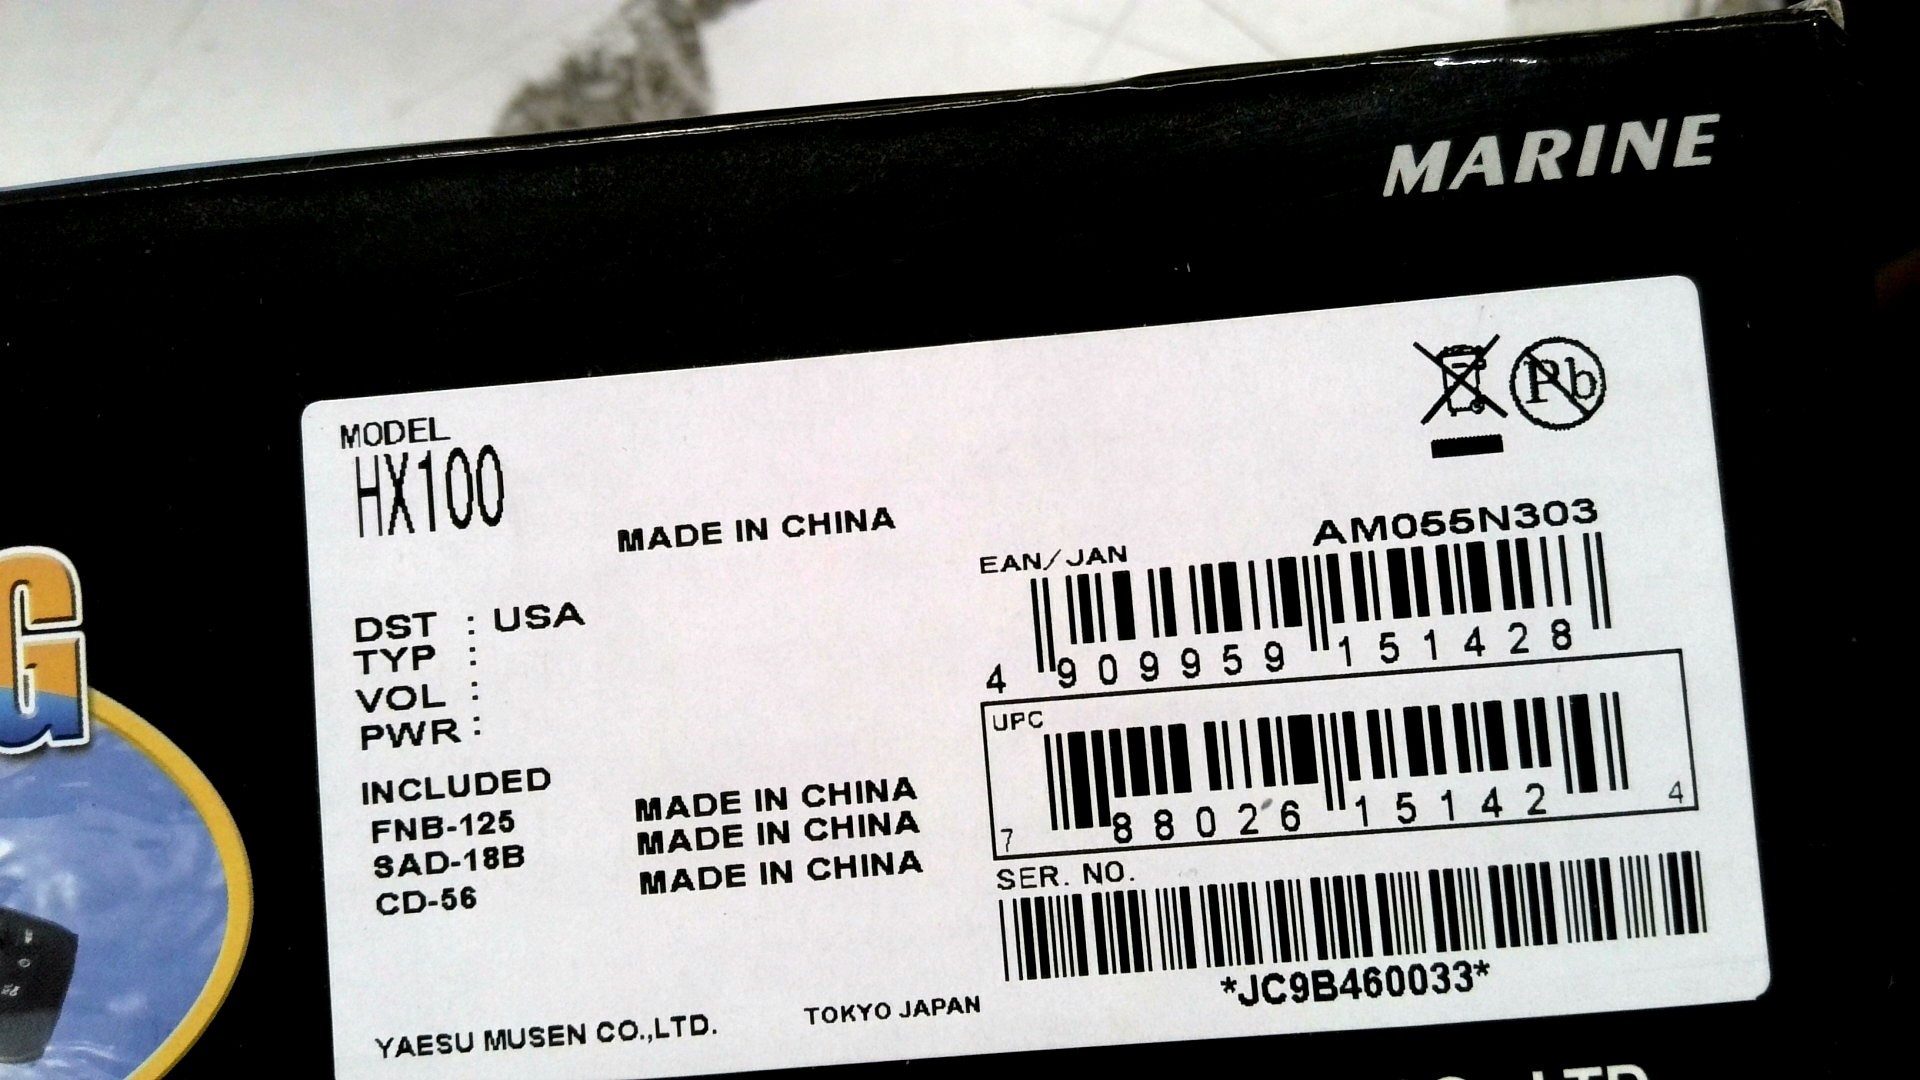 MARINE
Pb
MODEL
HX100
MADE IN CHINA
AM055N303
EAN/JAN
4 909959 151428
DST : USA
TYP :
VOL :
PWR :
UPC
7 88026 15142 4
INCLUDED
FNB-125 MADE IN CHINA
SAD-18B MADE IN CHINA
CD-56 MADE IN CHINA
SER. NO.
*JC9B460033*
YAESU MUSEN CO.,LTD. TOKYO JAPAN
G